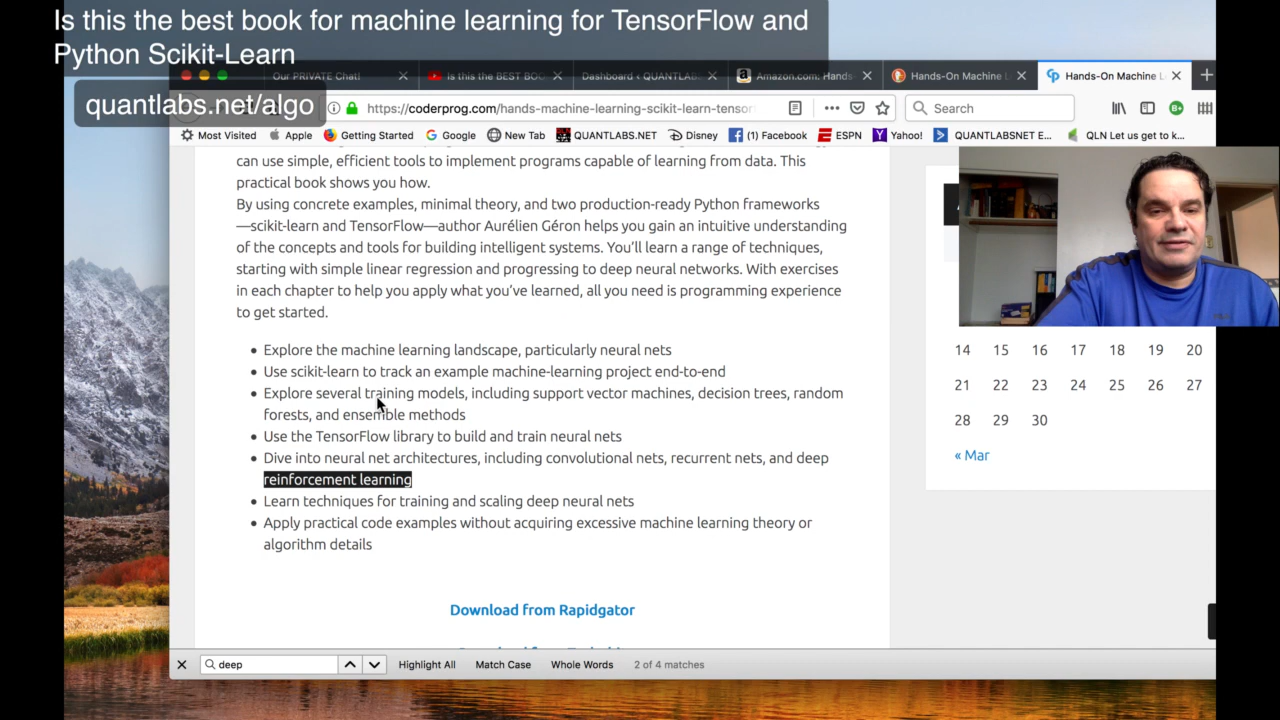 Is this the best book for machine learning for TensorFlow and
Python Scikit-Learn
quantlabs.net/algo
Our PRIVATE Chat!
Is this the BEST BOO
Dashboard ‹ QUANTLAB
Amazon.com: Hands-
Hands-On Machine L
Hands-On Machine L
https://coderprog.com/hands-machine-learning-scikit-learn-tensor
Search
Most Visited
Apple
Getting Started
Google
New Tab
QUANTLABS.NET
Disney
(1) Facebook
ESPN
Yahoo!
QUANTLABSNET E...
QLN Let us get to k...
can use simple, efficient tools to implement programs capable of learning from data. This
practical book shows you how.
By using concrete examples, minimal theory, and two production-ready Python frameworks
—scikit-learn and TensorFlow—author Aurélien Géron helps you gain an intuitive understanding
of the concepts and tools for building intelligent systems. You'll learn a range of techniques,
starting with simple linear regression and progressing to deep neural networks. With exercises
in each chapter to help you apply what you've learned, all you need is programming experience
to get started.
• Explore the machine learning landscape, particularly neural nets
• Use scikit-learn to track an example machine-learning project end-to-end
• Explore several training models, including support vector machines, decision trees, random
forests, and ensemble methods
• Use the TensorFlow library to build and train neural nets
• Dive into neural net architectures, including convolutional nets, recurrent nets, and deep
reinforcement learning
• Learn techniques for training and scaling deep neural nets
• Apply practical code examples without acquiring excessive machine learning theory or
algorithm details
Download from Rapidgator
14 15 16 17 18 19 20
21 22 23 24 25 26 27
28 29 30
« Mar
deep
Highlight All
Match Case
Whole Words
2 of 4 matches